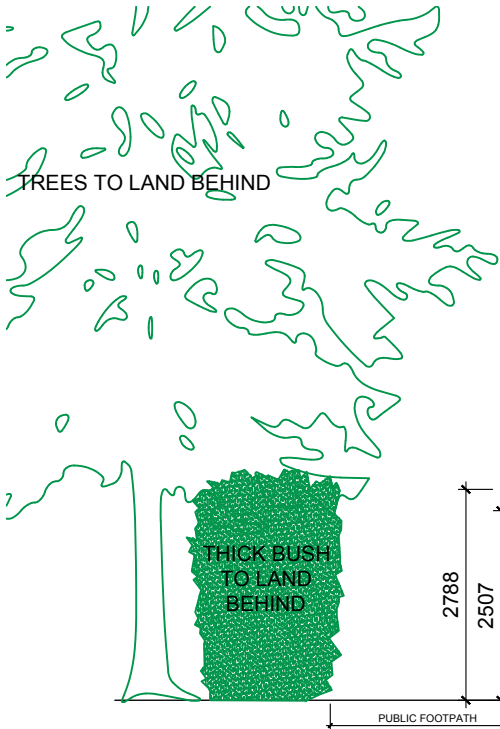 TREES TO LAND BEHIND
THICK BUSH
TO LAND
BEHIND
2788
2507
PUBLIC FOOTPATH